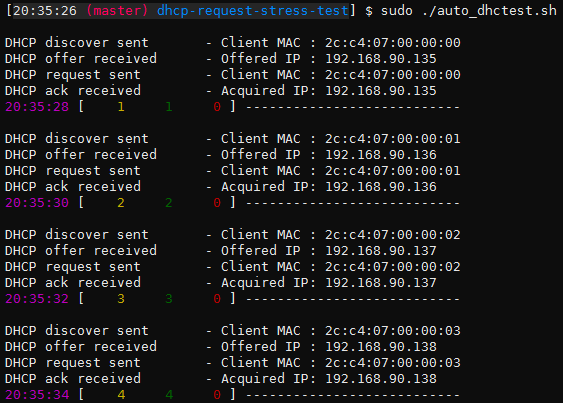 [20:35:26 (master) dhcp-request-stress-test] $ sudo ./auto_dhctest.sh
DHCP discover sent - Client MAC : 2c:c4:07:00:00:00
DHCP offer received - Offered IP : 192.168.90.135
DHCP request sent - Client MAC : 2c:c4:07:00:00:00
DHCP ack received - Acquired IP: 192.168.90.135
20:35:28 [ 1 1 0 ] ---------------------------
DHCP discover sent - Client MAC : 2c:c4:07:00:00:01
DHCP offer received - Offered IP : 192.168.90.136
DHCP request sent - Client MAC : 2c:c4:07:00:00:01
DHCP ack received - Acquired IP: 192.168.90.136
20:35:30 [ 2 2 0 ] ---------------------------
DHCP discover sent - Client MAC : 2c:c4:07:00:00:02
DHCP offer received - Offered IP : 192.168.90.137
DHCP request sent - Client MAC : 2c:c4:07:00:00:02
DHCP ack received - Acquired IP: 192.168.90.137
20:35:32 [ 3 3 0 ] ---------------------------
DHCP discover sent - Client MAC : 2c:c4:07:00:00:03
DHCP offer received - Offered IP : 192.168.90.138
DHCP request sent - Client MAC : 2c:c4:07:00:00:03
DHCP ack received - Acquired IP: 192.168.90.138
20:35:34 [ 4 4 0 ] ---------------------------